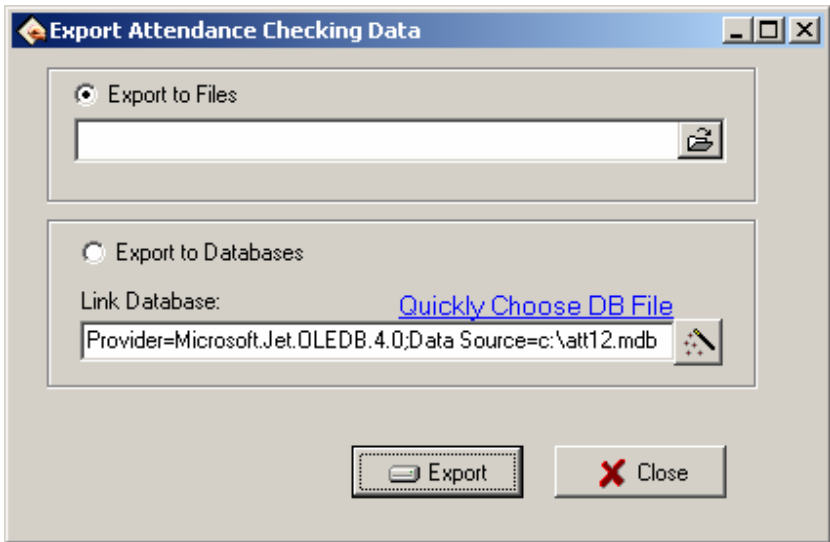 Export Attendance Checking Data
Export to Files
Export to Databases
Link Database:
Quickly Choose DB File
Provider=Microsoft.Jet.OLEDB.4.0;Data Source=c:\att12.mdb
Export
Close